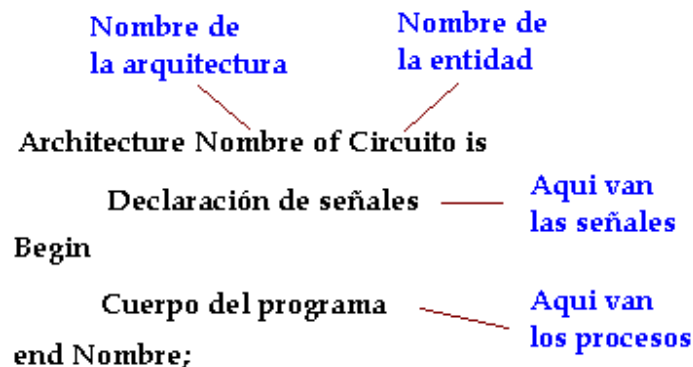 Nombre de
la arquitectura
Nombre de
la entidad
Architecture Nombre of Circuito is
Declaración de señales
Aqui van
las señales
Begin
Cuerpo del programa
Aqui van
los procesos
end Nombre;